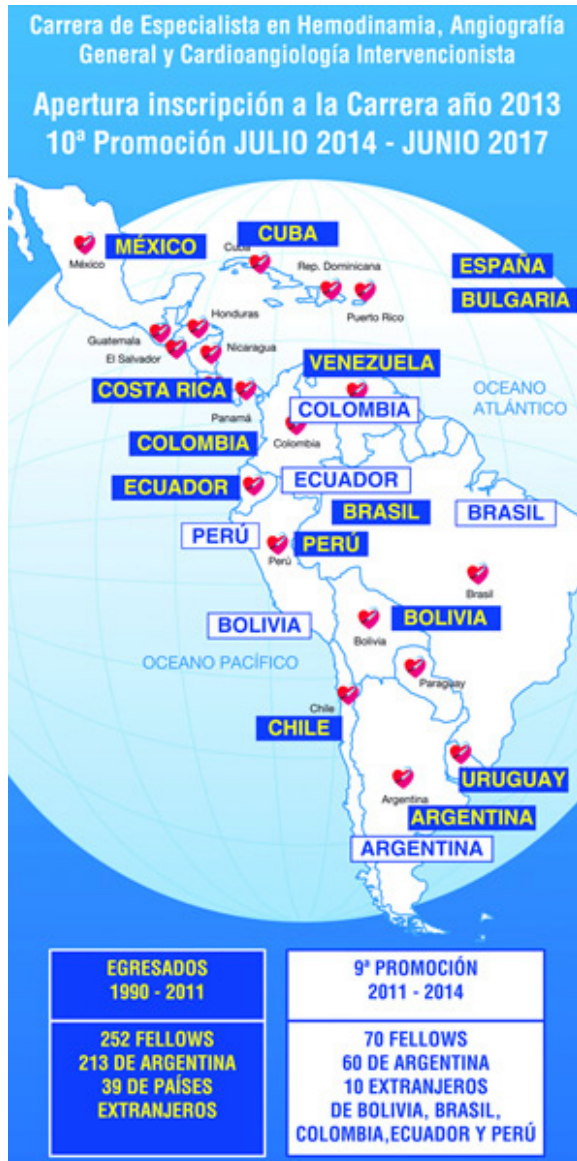 Carrera de Especialista en Hemodinamia, Angiografía
General y Cardioangiología Intervencionista
Apertura inscripción a la Carrera año 2013
10ª Promoción JULIO 2014 - JUNIO 2017
CUBA
MÉXICO
Cuba
México
Rep. Dominicana
ESPAÑA
Puerto Rico
BULGARIA
Honduras
Guatemala
El Salvador
Nicaragua
VENEZUELA
COSTA RICA
OCEANO
ATLÁNTICO
Panamá
COLOMBIA
COLOMBIA
Colombia
ECUADOR
ECUADOR
BRASIL
BRASIL
PERÚ
PERÚ
Perú
Brasil
BOLIVIA
BOLIVIA
Bolivia
OCEANO PACÍFICO
Paraguay
Chile
CHILE
URUGUAY
Argentina
ARGENTINA
ARGENTINA
EGRESADOS
1990 - 2011
252 FELLOWS
213 DE ARGENTINA
39 DE PAÍSES
EXTRANJEROS
9ª PROMOCIÓN
2011 - 2014
70 FELLOWS
60 DE ARGENTINA
10 EXTRANJEROS
DE BOLIVIA, BRASIL,
COLOMBIA,ECUADOR Y PERÚ